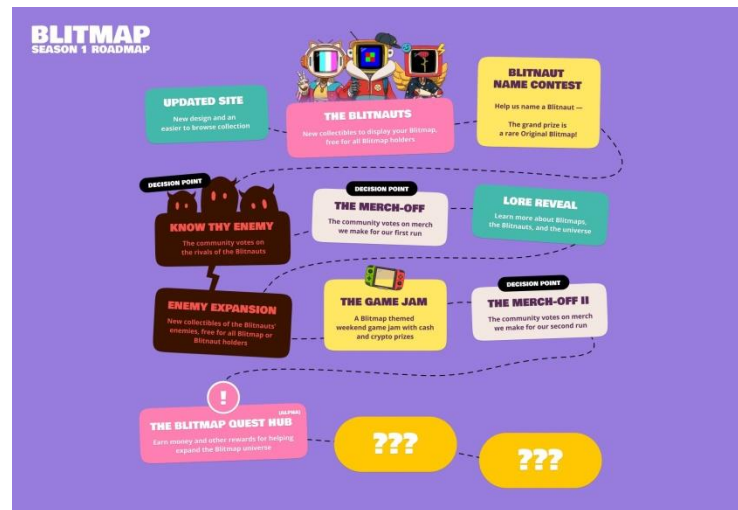 BLITMAP
SEASON 1 ROADMAP
UPDATED SITE
New design and an
easier to browse collection
THE BLITNAUTS
New collectibles to display your Blitmap,
free for all Blitmap holders
BLITNAUT
NAME CONTEST
Help us name a Blitnaut —
The grand prize is
a rare Original Blitmap!
DECISION POINT
KNOW THY ENEMY
The community votes on
the rivals of the Blitnauts
DECISION POINT
THE MERCH-OFF
The community votes on merch
we make for our first run
LORE REVEAL
Learn more about Blitmaps,
the Blitnauts, and the universe
ENEMY EXPANSION
New collectibles of the Blitnauts'
enemies, free for all Blitmap or
Blitnaut holders
THE GAME JAM
A Blitmap themed
weekend game jam with cash
and crypto prizes
DECISION POINT
THE MERCH-OFF II
The community votes on merch
we make for our second run
!
(ALPHA)
THE BLITMAP QUEST HUB
Earn money and other rewards for helping
expand the Blitmap universe
???
???